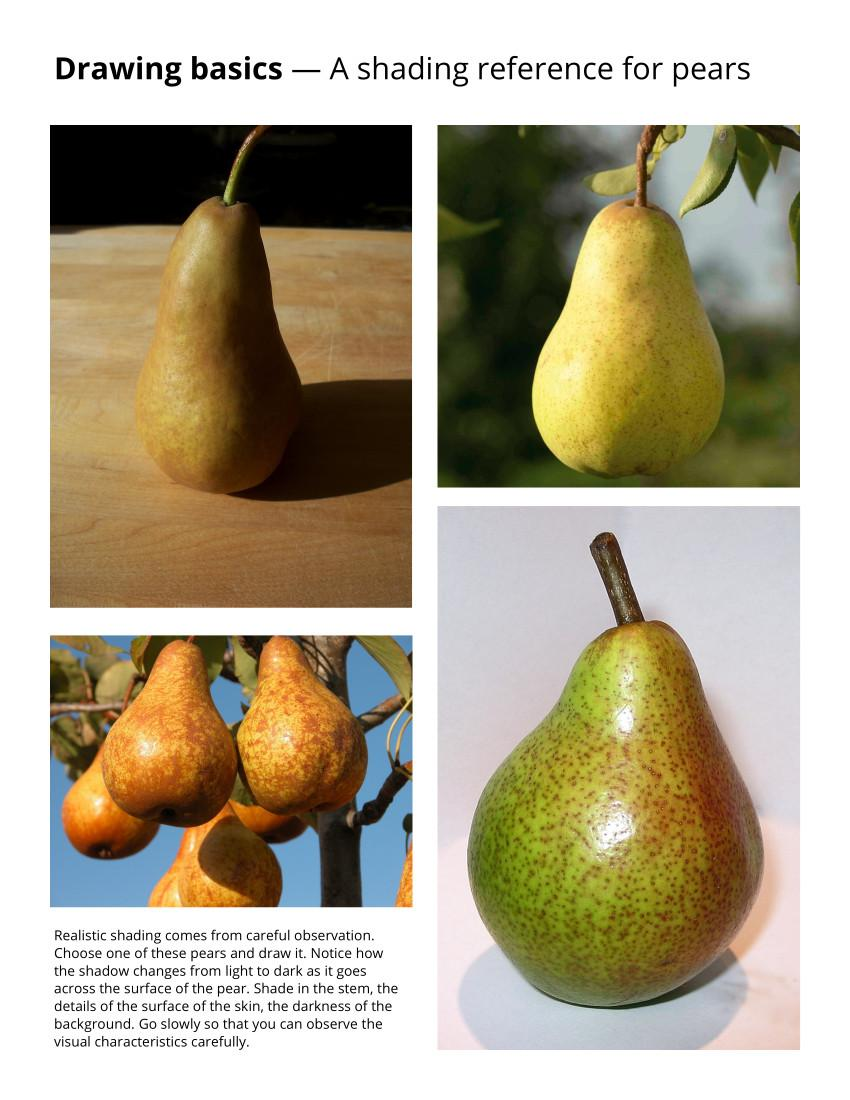 Drawing basics — A shading reference for pears
Realistic shading comes from careful observation.
Choose one of these pears and draw it. Notice how
the shadow changes from light to dark as it goes
across the surface of the pear. Shade in the stem, the
details of the surface of the skin, the darkness of the
background. Go slowly so that you can observe the
visual characteristics carefully.